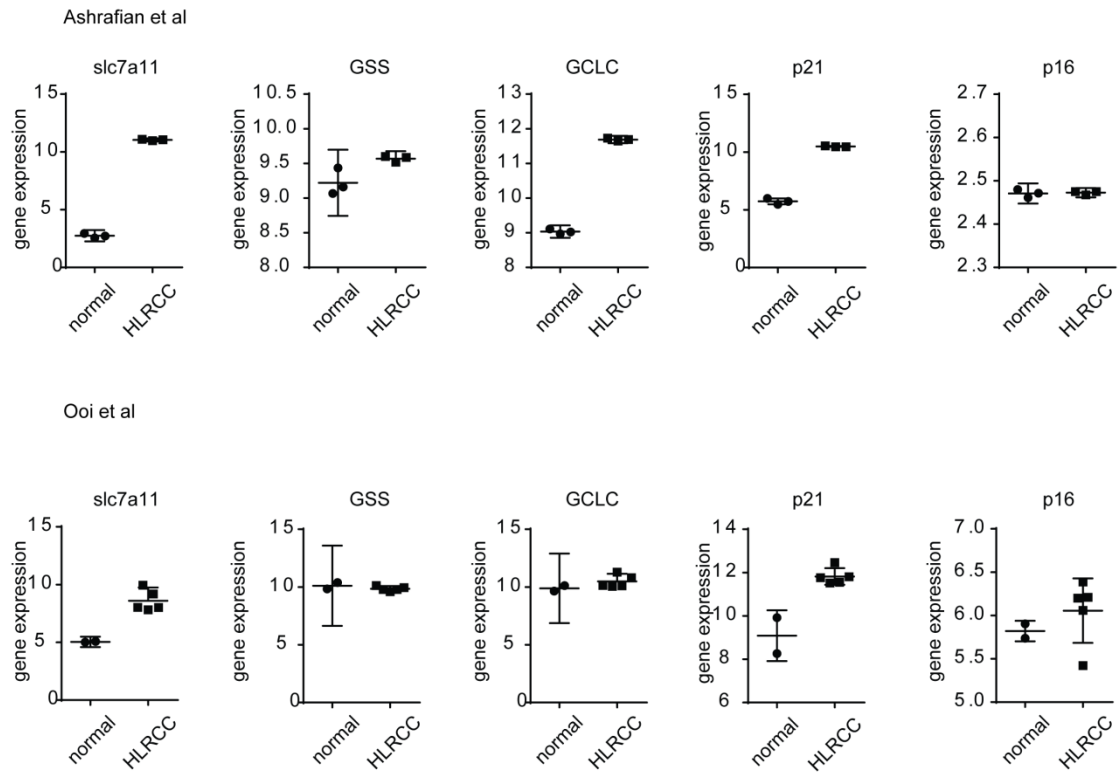 Ashrafian et al
slc7a11
GSS
GCLC
p21
p16
gene expression
15
10
5
0
normal
HLRCC
gene expression
10.5
10.0
9.5
9.0
8.5
8.0
normal
HLRCC
gene expression
13
12
11
10
9
8
normal
HLRCC
gene expression
15
10
5
0
normal
HLRCC
gene expression
2.7
2.6
2.5
2.4
2.3
normal
HLRCC
Ooi et al
slc7a11
GSS
GCLC
p21
p16
gene expression
15
10
5
0
normal
HLRCC
gene expression
15
10
5
0
normal
HLRCC
gene expression
15
10
5
0
normal
HLRCC
gene expression
14
12
10
8
6
normal
HLRCC
gene expression
7.0
6.5
6.0
5.5
5.0
normal
HLRCC